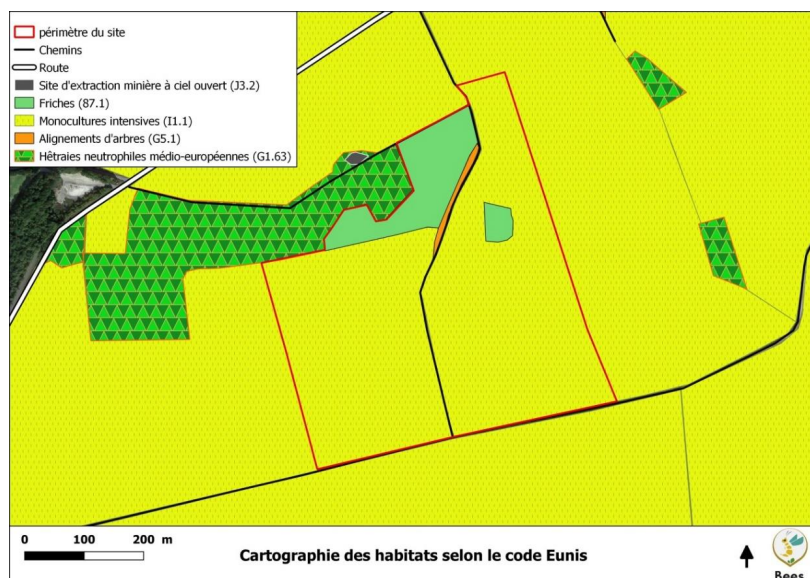 périmètre du site
Chemins
Route
Site d'extraction minière à ciel ouvert (J3.2)
Friches (87.1)
Monocultures intensives (I1.1)
Alignements d'arbres (G5.1)
Hêtraies neutrophiles médio-européennes (G1.63)
0 100 200 m
Cartographie des habitats selon le code Eunis
Bees